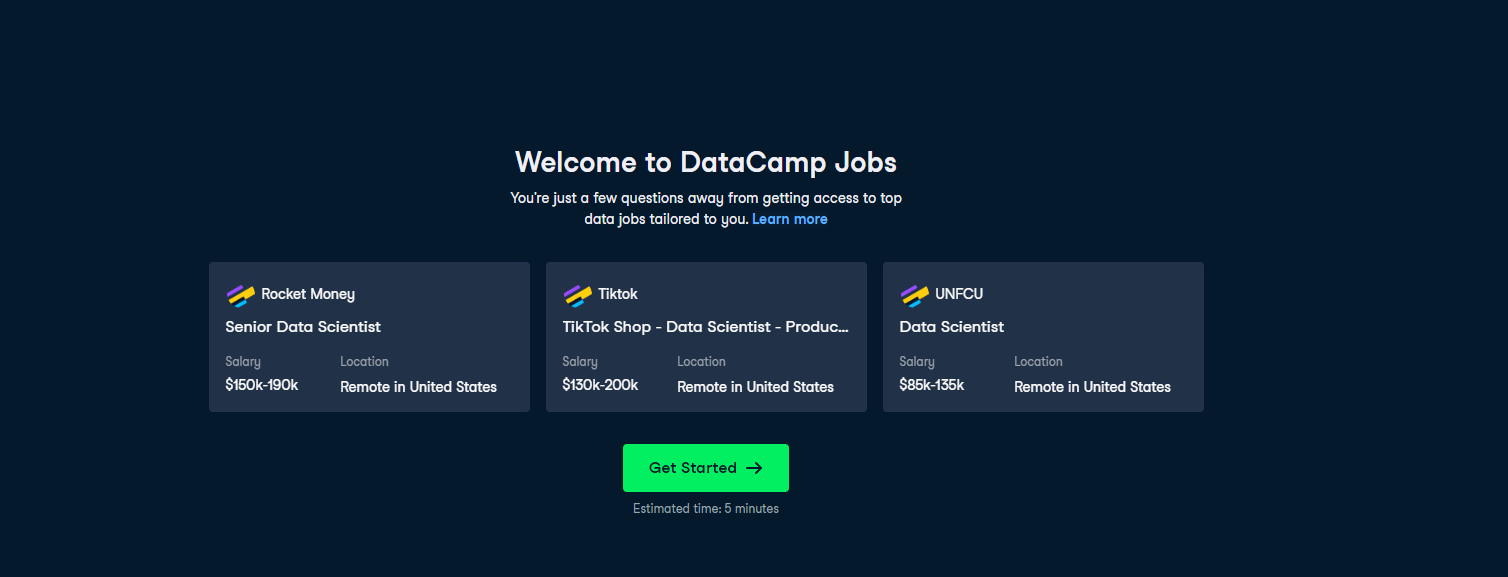 Welcome to DataCamp Jobs
You're just a few questions away from getting access to top
data jobs tailored to you. Learn more
Rocket Money
Senior Data Scientist
Salary
Location
$150k-190k
Remote in United States
Tiktok
TikTok Shop - Data Scientist - Produc...
Salary
Location
$130k-200k
Remote in United States
UNFCU
Data Scientist
Salary
Location
$85k-135k
Remote in United States
Get Started →
Estimated time: 5 minutes